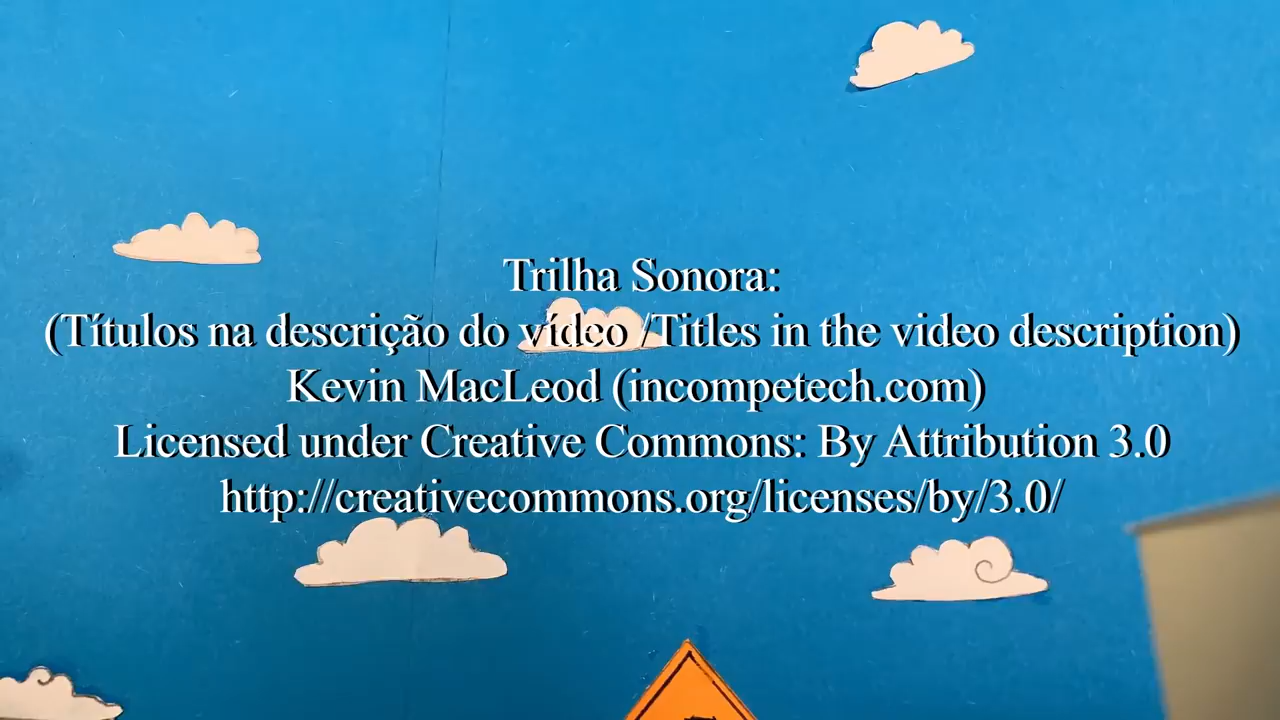 Trilha Sonora:
(Títulos na descrição do vídeo /Titles in the video description)
Kevin MacLeod (incompetech.com)
Licensed under Creative Commons: By Attribution 3.0
http://creativecommons.org/licenses/by/3.0/